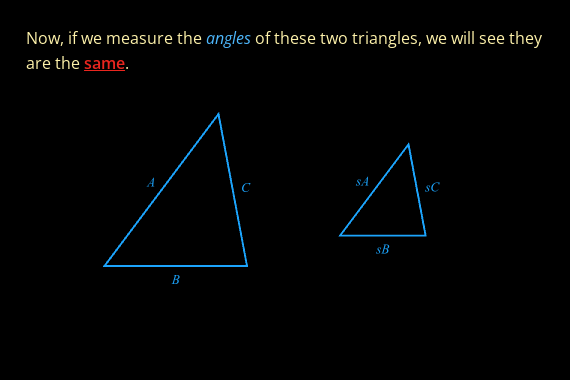 Now, if we measure the angles of these two triangles, we will see they
are the same.
A
C
B
sA
sC
sB